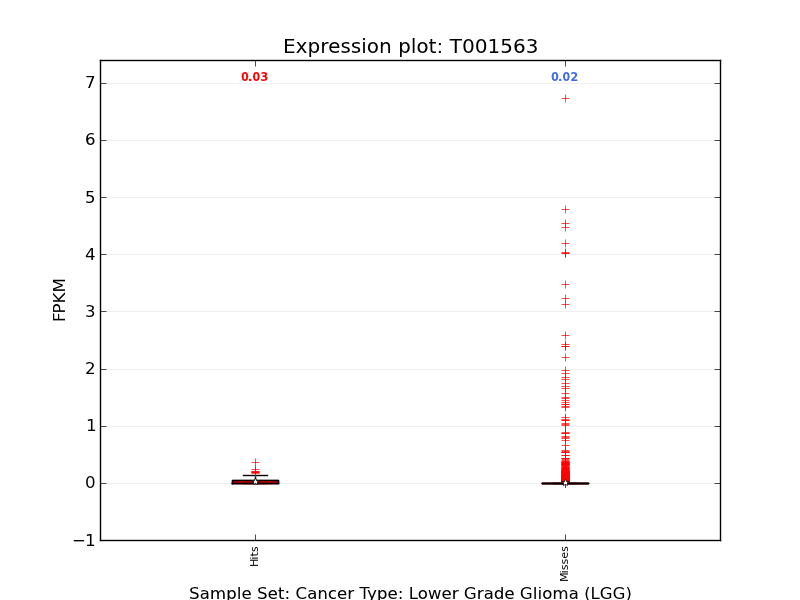 Expression plot: T001563
0.03
0.02
7
6
5
4
3
2
1
0
−1
FPKM
Hits
Misses
Sample Set: Cancer Type: Lower Grade Glioma (LGG)